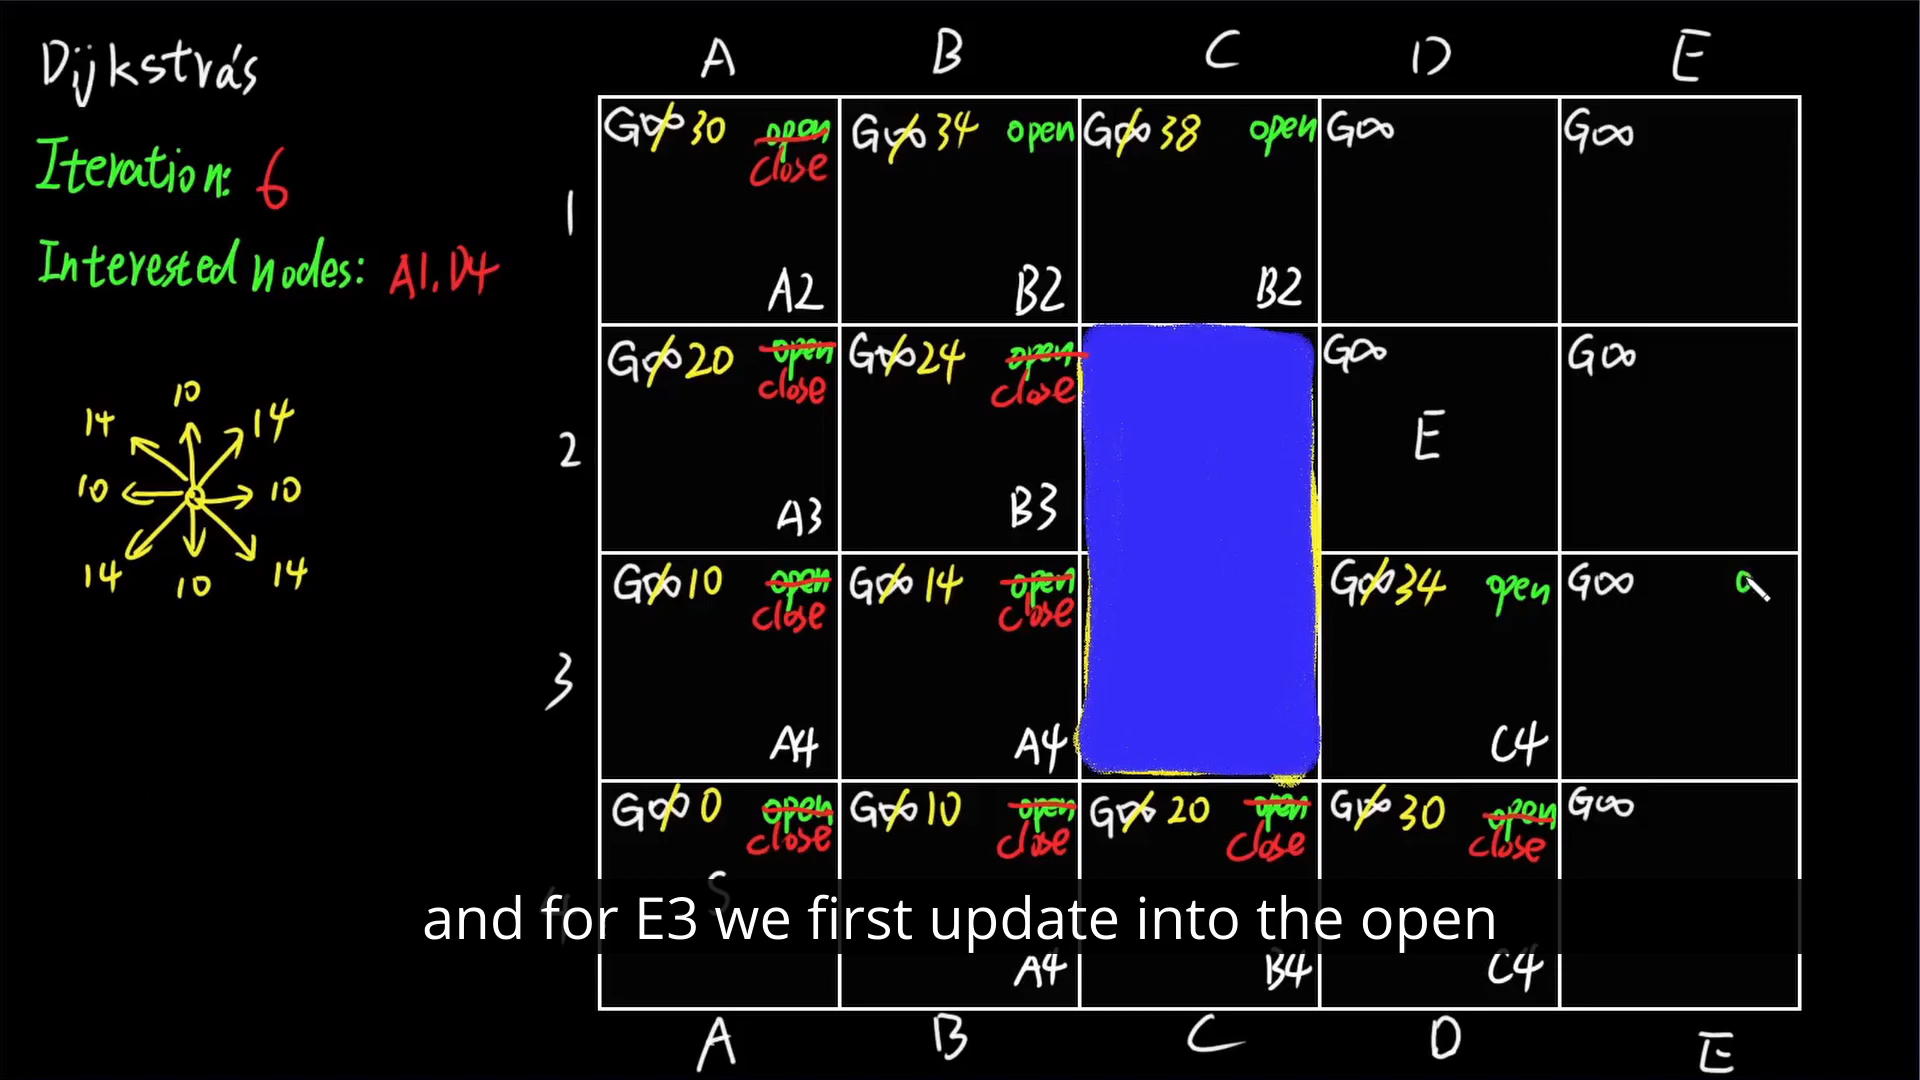 Dijkstra's
Iteration: 6
Interested nodes: A1.D4
10
14 14
10 10
14 10 14
A B C D E
1
G∞ 30 open close A2
G∞ 34 open B2
G∞ 38 open B2
G∞
G∞
2
G∞ 20 open close A3
G∞ 24 open close B3
G∞ E
G∞
3
G∞ 10 open close A4
G∞ 14 open close A4
G∞ 34 open C4
G∞
G∞ 0 open close S
G∞ 10 open close A4
G∞ 20 open close B4
G∞ 30 open close C4
G∞
and for E3 we first update into the open
A B C D E